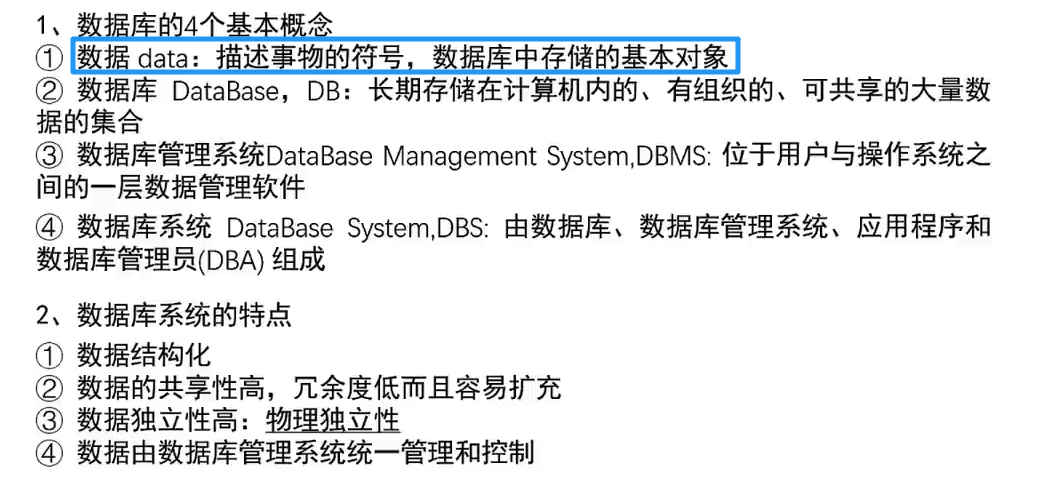 1、数据库的4个基本概念
① 数据 data：描述事物的符号，数据库中存储的基本对象
② 数据库 DataBase，DB：长期存储在计算机内的、有组织的、可共享的大量数
据的集合
③ 数据库管理系统DataBase Management System,DBMS: 位于用户与操作系统之
间的一层数据管理软件
④ 数据库系统 DataBase System,DBS: 由数据库、数据库管理系统、应用程序和
数据库管理员(DBA) 组成
2、数据库系统的特点
① 数据结构化
② 数据的共享性高，冗余度低而且容易扩充
③ 数据独立性高：物理独立性
④ 数据由数据库管理系统统一管理和控制